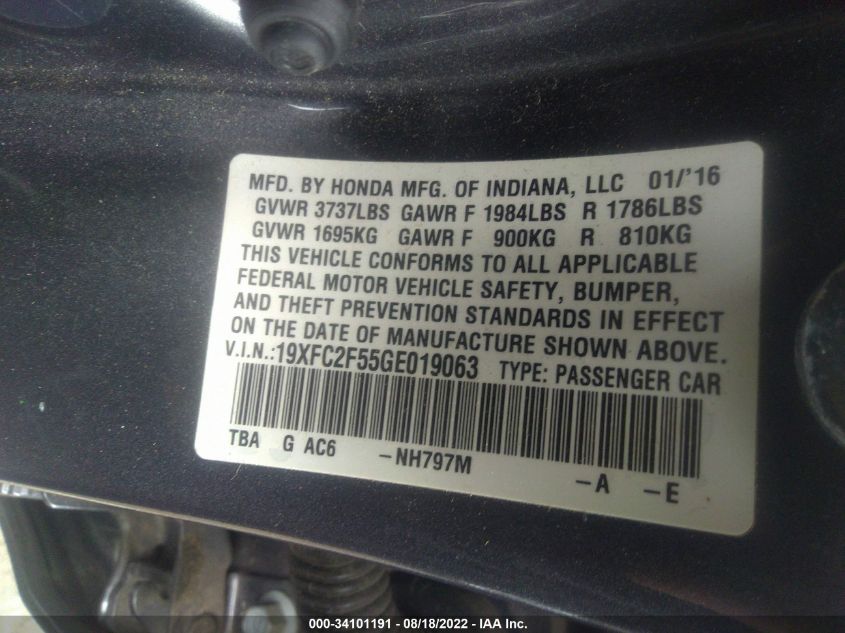 MFD. BY HONDA MFG. OF INDIANA, LLC 01/'16
GVWR 3737LBS GAWR F 1984LBS R 1786LBS
GVWR 1695KG GAWR F 900KG R 810KG
THIS VEHICLE CONFORMS TO ALL APPLICABLE
FEDERAL MOTOR VEHICLE SAFETY, BUMPER,
AND THEFT PREVENTION STANDARDS IN EFFECT
ON THE DATE OF MANUFACTURE SHOWN ABOVE.
V.I.N.:19XFC2F55GE019063 TYPE: PASSENGER CAR
TBA G AC6 -NH797M -A -E
000-34101191 - 08/18/2022 - IAA Inc.